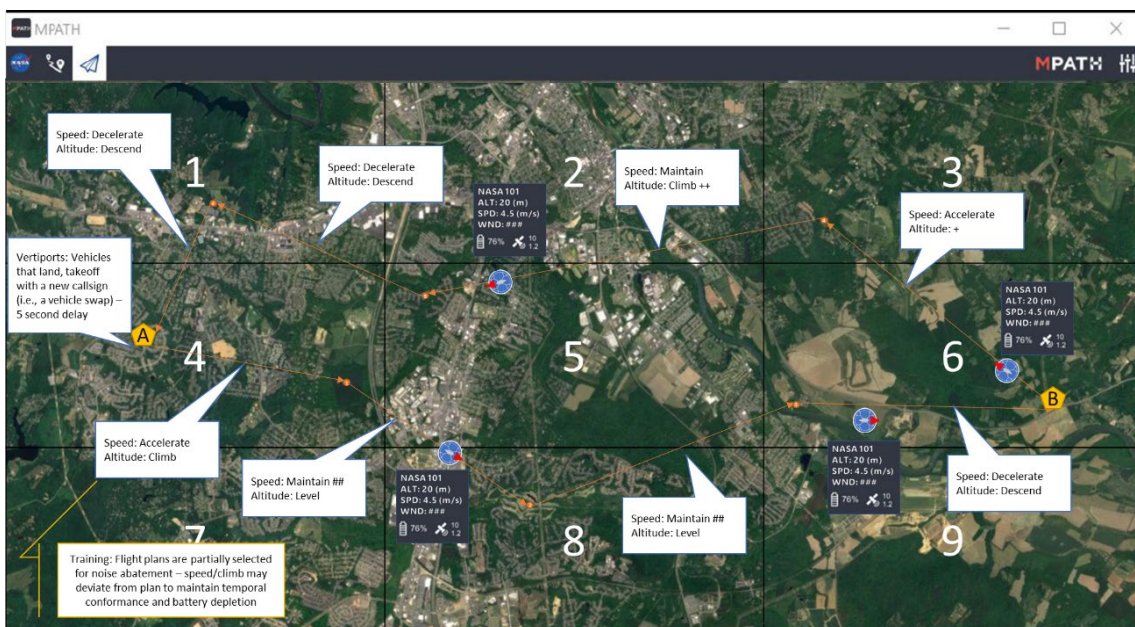 MPATH
MPATH
NASA
MPATH
1
2
3
Speed: Decelerate
Altitude: Descend
Speed: Decelerate
Altitude: Descend
Speed: Maintain
Altitude: Climb ++
Speed: Accelerate
Altitude: +
NASA 101
ALT: 20 (m)
SPD: 4.5 (m/s)
WND: ###
76% 10
1.2
Vertiports: Vehicles
that land, takeoff
with a new callsign
(i.e., a vehicle swap) –
5 second delay
A
4
5
6
NASA 101
ALT: 20 (m)
SPD: 4.5 (m/s)
WND: ###
76% 10
1.2
B
Speed: Accelerate
Altitude: Climb
Speed: Maintain ##
Altitude: Level
NASA 101
ALT: 20 (m)
SPD: 4.5 (m/s)
WND: ###
76% 10
1.2
Speed: Maintain ##
Altitude: Level
NASA 101
ALT: 20 (m)
SPD: 4.5 (m/s)
WND: ###
76% 10
1.2
Speed: Decelerate
Altitude: Descend
7
8
9
Training: Flight plans are partially selected
for noise abatement – speed/climb may
deviate from plan to maintain temporal
conformance and battery depletion